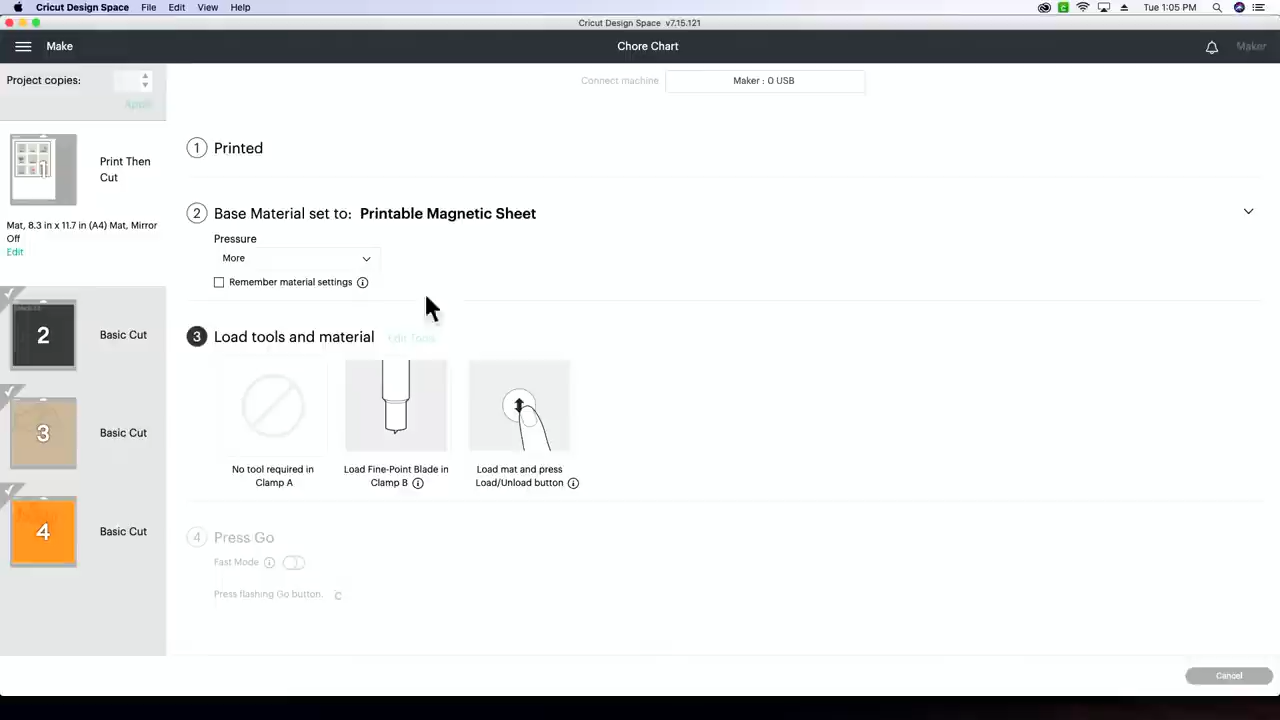 Cricut Design Space File Edit View Help
Tue 1:05 PM
Cricut Design Space v7.15.121
Make
Chore Chart
Maker
Project copies:
Apply
Connect machine
Maker : 0 USB
Print Then
Cut
Mat, 8.3 in x 11.7 in (A4) Mat, Mirror
Off
Edit
2
Basic Cut
3
Basic Cut
4
Basic Cut
1 Printed
2 Base Material set to: Printable Magnetic Sheet
Pressure
More
Remember material settings
3 Load tools and material Edit Tools
No tool required in
Clamp A
Load Fine-Point Blade in
Clamp B
Load mat and press
Load/Unload button
4 Press Go
Fast Mode
Press flashing Go button.
Cancel